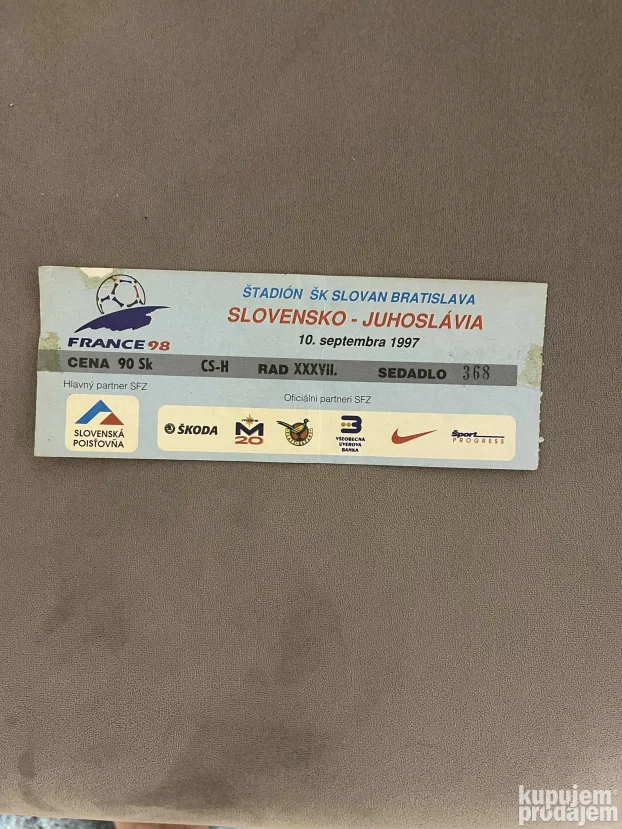 ŠTADIÓN ŠK SLOVAN BRATISLAVA
SLOVENSKO - JUHOSLÁVIA
10. septembra 1997
FRANCE 98
CENA 90 Sk CS-H RAD XXXVII. SEDADLO 368
Hlavný partner SFZ
Oficiálni partneri SFZ
SLOVENSKÁ
POISŤOVŇA
ŠKODA
M
20
VŠEOBECNÁ
ÚVEROVÁ
BANKA
Sport
PROGRESS
kupujem
prodajem